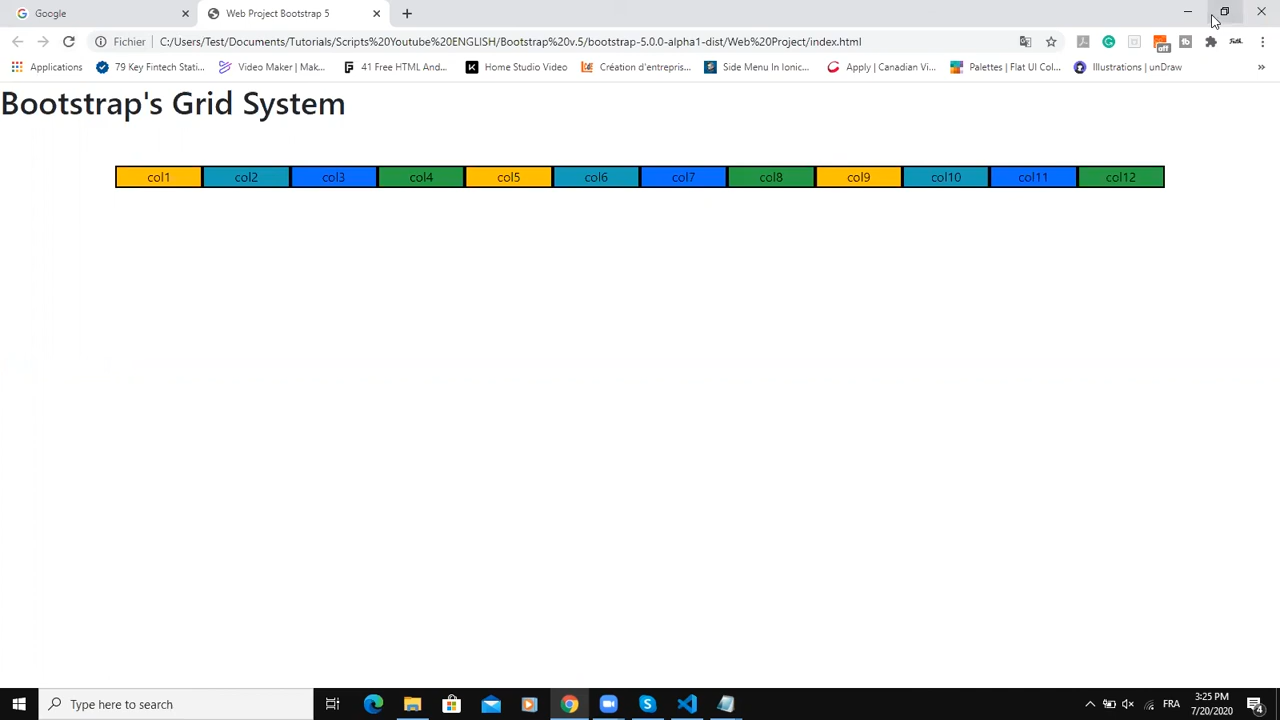 Google
Web Project Bootstrap 5
Fichier
C:/Users/Test/Documents/Tutorials/Scripts%20Youtube%20ENGLISH/Bootstrap%20v.5/bootstrap-5.0.0-alpha1-dist/Web%20Project/index.html
off
Applications 79 Key Fintech Stati... Video Maker | Mak... 41 Free HTML And... Home Studio Video Création d'entrepris... Side Menu In Ionic... Apply | Canadian Vi... Palettes | Flat UI Col... Illustrations | unDraw »
Bootstrap's Grid System
col1 col2 col3 col4 col5 col6 col7 col8 col9 col10 col11 col12
Type here to search
FRA
3:25 PM
7/20/2020
4